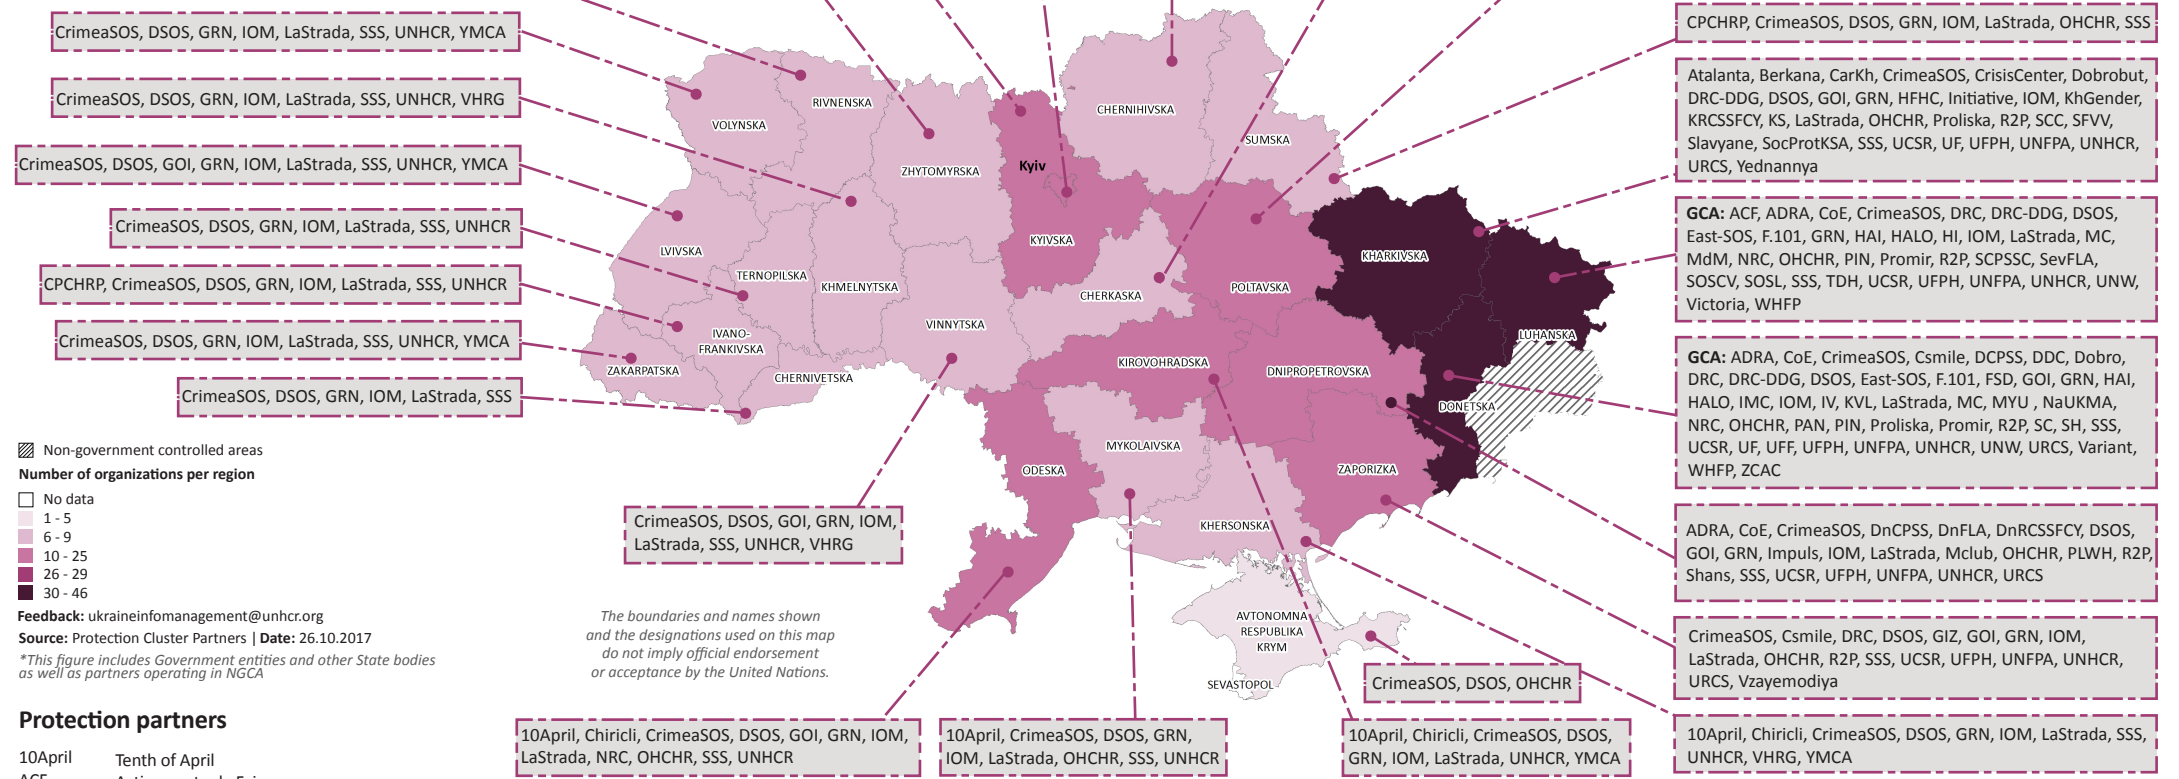 CrimeaSOS, DSOS, GRN, IOM, LaStrada, SSS, UNHCR, YMCA
CrimeaSOS, DSOS, GRN, IOM, LaStrada, SSS, UNHCR, VHRG
CrimeaSOS, DSOS, GOI, GRN, IOM, LaStrada, SSS, UNHCR, YMCA
CrimeaSOS, DSOS, GRN, IOM, LaStrada, SSS, UNHCR
CPCHRP, CrimeaSOS, DSOS, GRN, IOM, LaStrada, SSS, UNHCR
CrimeaSOS, DSOS, GRN, IOM, LaStrada, SSS, UNHCR, YMCA
CrimeaSOS, DSOS, GRN, IOM, LaStrada, SSS
VOLYNSKA
RIVNENSKA
ZHYTOMYRSKA
Kyiv
KYIVSKA
CHERNIHIVSKA
SUMSKA
LVIVSKA
TERNOPILSKA
KHMELNYTSKA
VINNYTSKA
CHERKASKA
POLTAVSKA
KHARKIVSKA
LUHANSKA
IVANO-
FRANKIVSKA
ZAKARPATSKA
CHERNIVETSKA
KIROVOHRADSKA
DNIPROPETROVSKA
DONETSKA
MYKOLAIVSKA
ODESKA
ZAPORIZKA
KHERSONSKA
AVTONOMNA
RESPUBLIKA
KRYM
SEVASTOPOL
CPCHRP, CrimeaSOS, DSOS, GRN, IOM, LaStrada, OHCHR, SSS
Atalanta, Berkana, CarKh, CrimeaSOS, CrisisCenter, Dobrobut,
DRC-DDG, DSOS, GOI, GRN, HFHC, Initiative, IOM, KhGender,
KRCSSFCY, KS, LaStrada, OHCHR, Proliska, R2P, SCC, SFVV,
Slavyane, SocProtKSA, SSS, UCSR, UF, UFPH, UNFPA, UNHCR,
URCS, Yednannya
GCA: ACF, ADRA, CoE, CrimeaSOS, DRC, DRC-DDG, DSOS,
East-SOS, F.101, GRN, HAI, HALO, HI, IOM, LaStrada, MC,
MdM, NRC, OHCHR, PIN, Promir, R2P, SCPSSC, SevFLA,
SOSCV, SOSL, SSS, TDH, UCSR, UFPH, UNFPA, UNHCR, UNW,
Victoria, WHFP
GCA: ADRA, CoE, CrimeaSOS, Csmile, DCPSS, DDC, Dobro,
DRC, DRC-DDG, DSOS, East-SOS, F.101, FSD, GOI, GRN, HAI,
HALO, IMC, IOM, IV, KVL, LaStrada, MC, MYU , NaUKMA,
NRC, OHCHR, PAN, PIN, Proliska, Promir, R2P, SC, SH, SSS,
UCSR, UF, UFF, UFPH, UNFPA, UNHCR, UNW, URCS, Variant,
WHFP, ZCAC
ADRA, CoE, CrimeaSOS, DnCPSS, DnFLA, DnRCSSFCY, DSOS,
GOI, GRN, Impuls, IOM, LaStrada, Mclub, OHCHR, PLWH, R2P,
Shans, SSS, UCSR, UFPH, UNFPA, UNHCR, URCS
CrimeaSOS, Csmile, DRC, DSOS, GIZ, GOI, GRN, IOM,
LaStrada, OHCHR, R2P, SSS, UCSR, UFPH, UNFPA, UNHCR,
URCS, Vzayemodiya
10April, Chiricli, CrimeaSOS, DSOS, GRN, IOM, LaStrada, SSS,
UNHCR, VHRG, YMCA
CrimeaSOS, DSOS, OHCHR
10April, Chiricli, CrimeaSOS, DSOS,
GRN, IOM, LaStrada, UNHCR, YMCA
10April, CrimeaSOS, DSOS, GRN,
IOM, LaStrada, OHCHR, SSS, UNHCR
10April, Chiricli, CrimeaSOS, DSOS, GOI, GRN, IOM,
LaStrada, NRC, OHCHR, SSS, UNHCR
CrimeaSOS, DSOS, GOI, GRN, IOM,
LaStrada, SSS, UNHCR, VHRG
The boundaries and names shown
and the designations used on this map
do not imply official endorsement
or acceptance by the United Nations.
Non-government controlled areas
Number of organizations per region
No data
1 - 5
6 - 9
10 - 25
26 - 29
30 - 46
Feedback: ukraineinfomanagement@unhcr.org
Source: Protection Cluster Partners | Date: 26.10.2017
*This figure includes Government entities and other State bodies
as well as partners operating in NGCA
Protection partners
10April Tenth of April